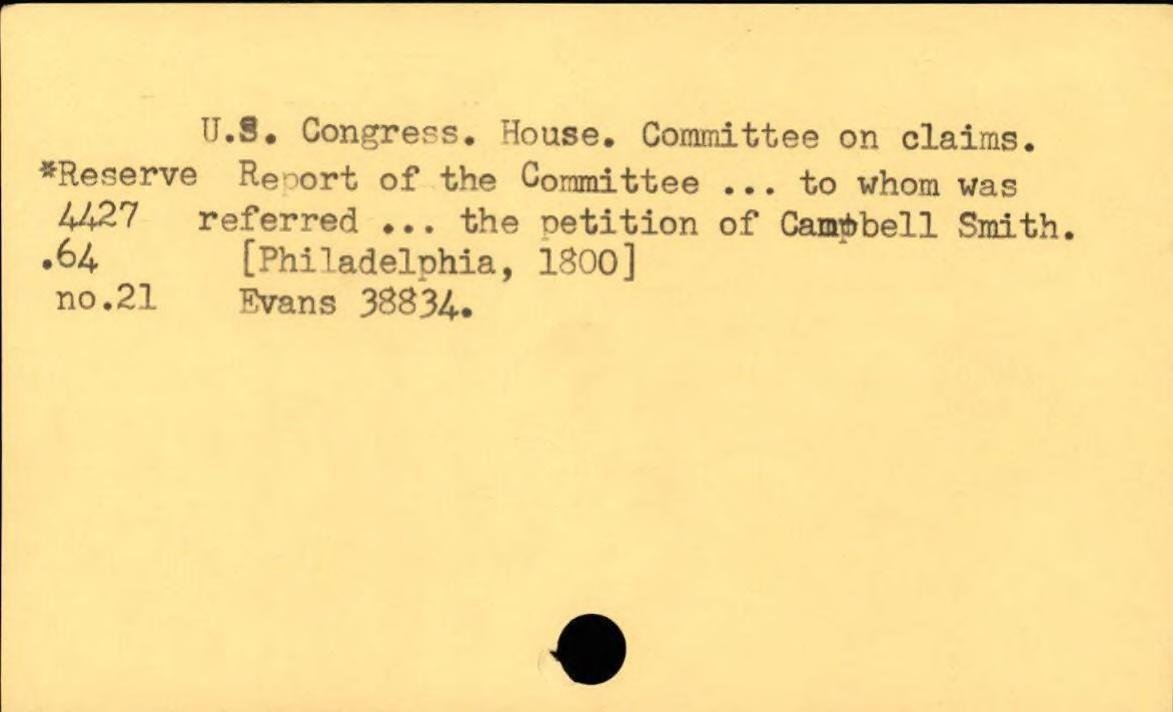 U.S. Congress. House. Committee on claims.
*Reserve Report of the Committee ... to whom was
4427 referred ... the petition of Campbell Smith.
.64 [Philadelphia, 1800]
no.21 Evans 38834.